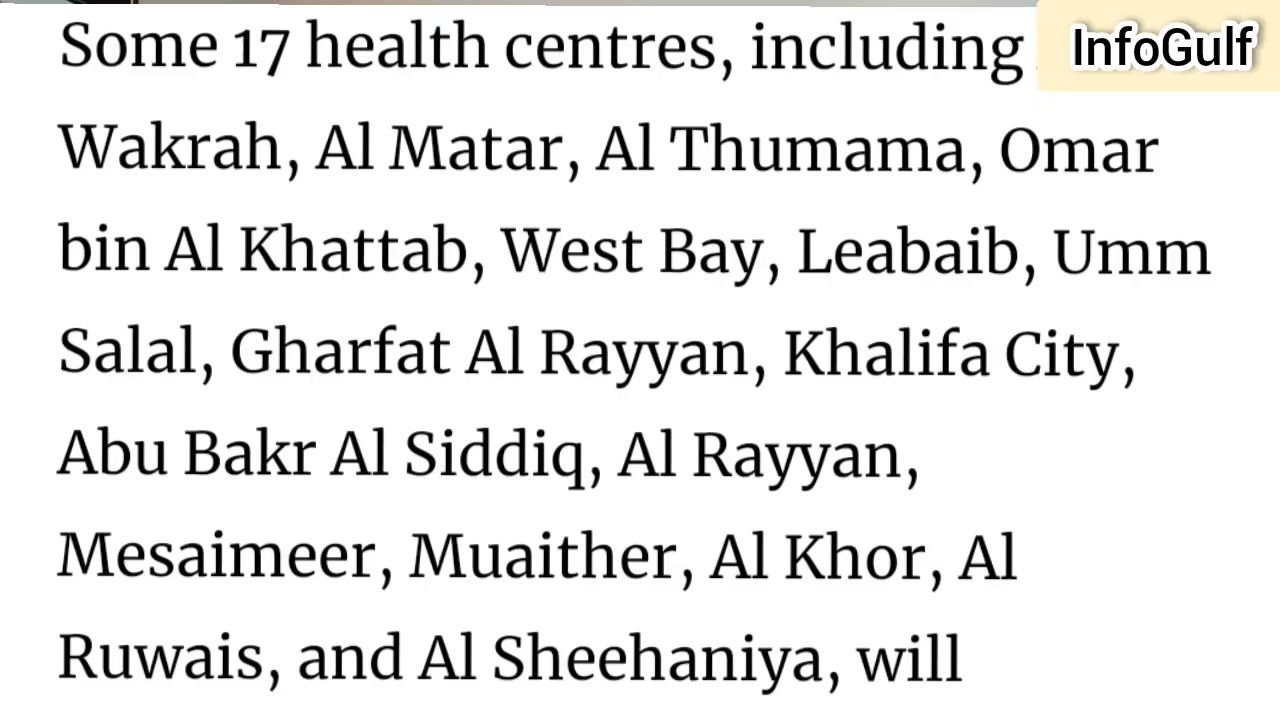 Some 17 health centres, including
InfoGulf
Wakrah, Al Matar, Al Thumama, Omar
bin Al Khattab, West Bay, Leabaib, Umm
Salal, Gharfat Al Rayyan, Khalifa City,
Abu Bakr Al Siddiq, Al Rayyan,
Mesaimeer, Muaither, Al Khor, Al
Ruwais, and Al Sheehaniya, will